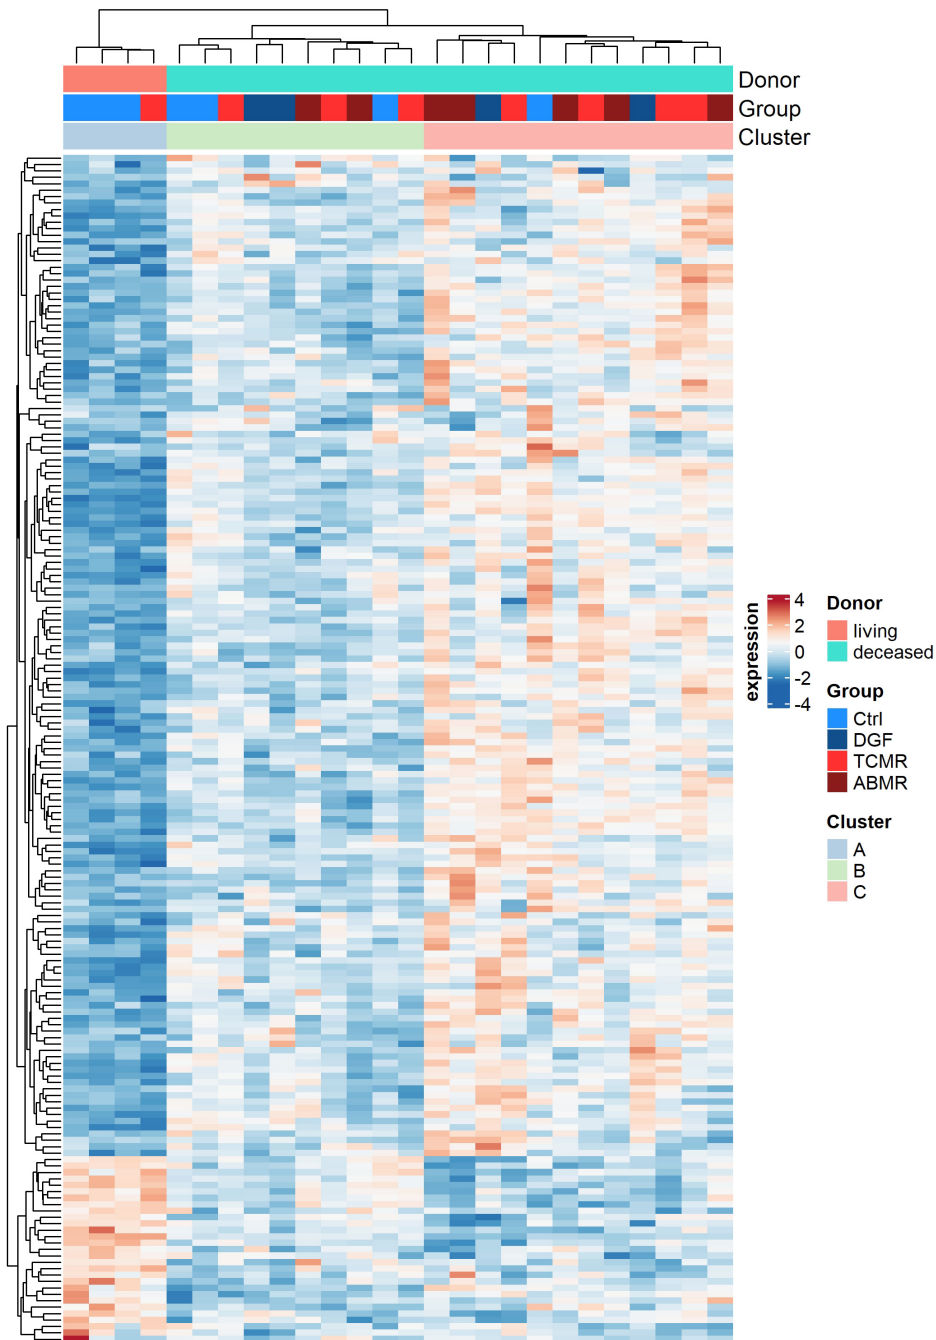 Donor
Group
Cluster
expression
4
2
0
-2
-4
Donor
living
deceased
Group
Ctrl
DGF
TCMR
ABMR
Cluster
A
B
C